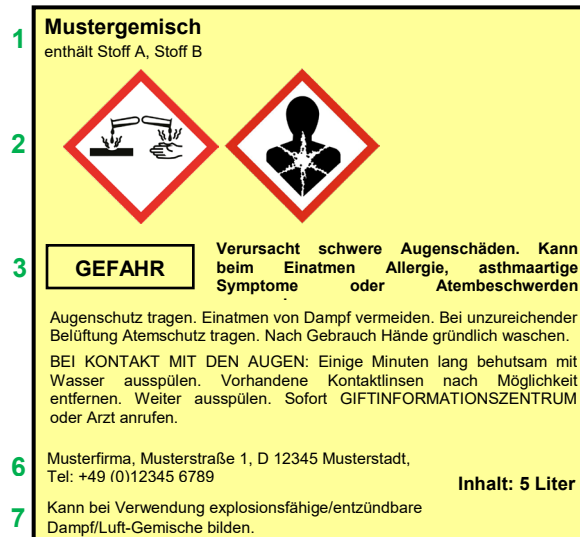 1
Mustergemisch
enthält Stoff A, Stoff B
2
3
GEFAHR
Verursacht schwere Augenschäden. Kann
beim Einatmen Allergie, asthmaartige
Symptome oder Atembeschwerden
Augenschutz tragen. Einatmen von Dampf vermeiden. Bei unzureichender
Belüftung Atemschutz tragen. Nach Gebrauch Hände gründlich waschen.
BEI KONTAKT MIT DEN AUGEN: Einige Minuten lang behutsam mit
Wasser ausspülen. Vorhandene Kontaktlinsen nach Möglichkeit
entfernen. Weiter ausspülen. Sofort GIFTINFORMATIONSZENTRUM
oder Arzt anrufen.
6
Musterfirma, Musterstraße 1, D 12345 Musterstadt,
Tel: +49 (0)12345 6789
Inhalt: 5 Liter
7
Kann bei Verwendung explosionsfähige/entzündbare
Dampf/Luft-Gemische bilden.